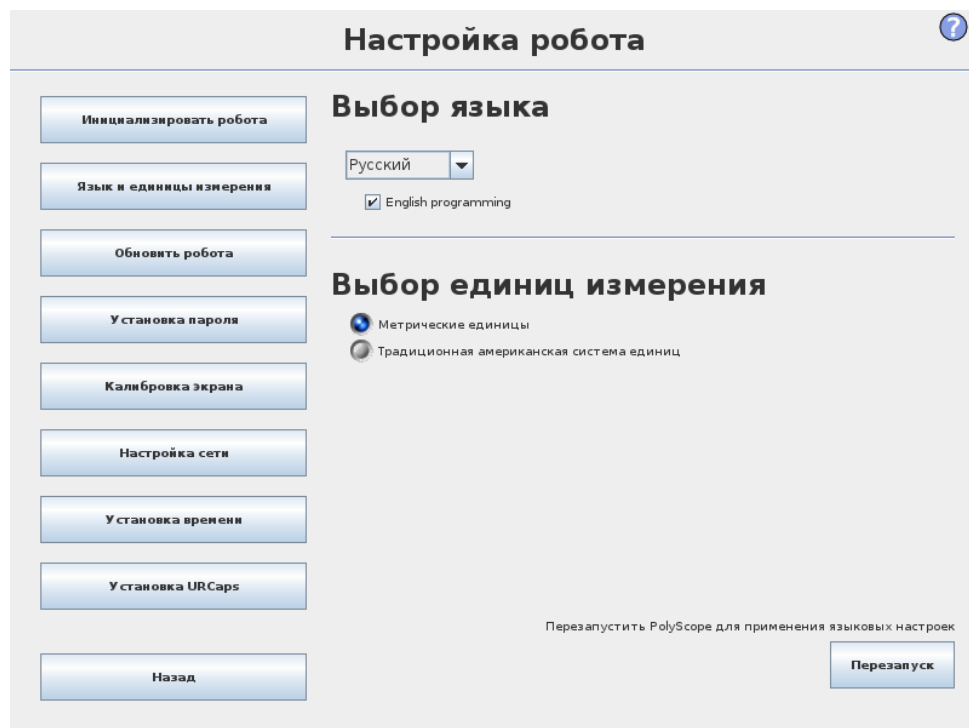 Настройка робота
?
Инициализировать робота
Язык и единицы измерения
Обновить робота
Установка пароля
Калибровка экрана
Настройка сети
Установка времени
Установка URCaps
Назад
Выбор языка
Русский
English programming
Выбор единиц измерения
Метрические единицы
Традиционная американская система единиц
Перезапустить PolyScope для применения языковых настроек
Перезапуск